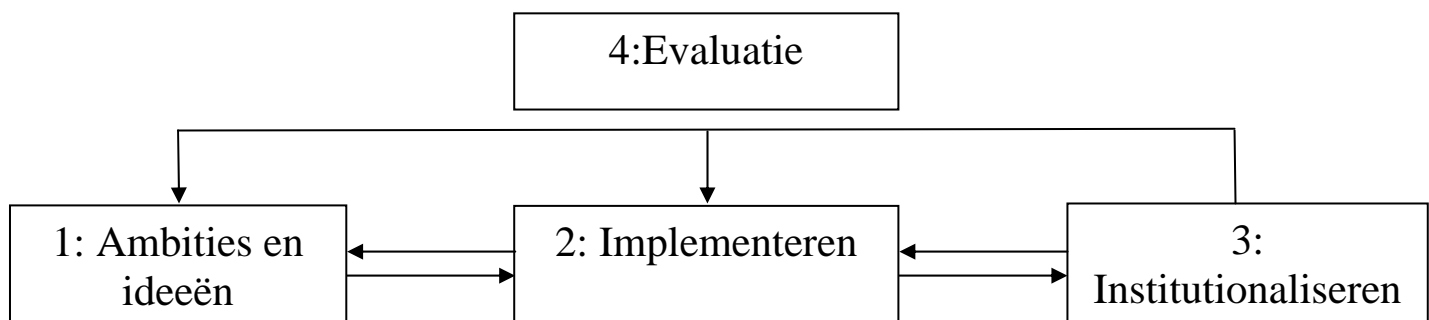 4:Evaluatie
1: Ambities en
ideeën
2: Implementeren
3:
Institutionaliseren